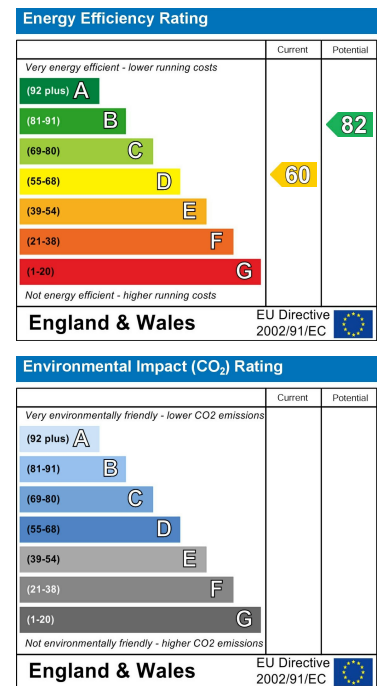 Energy Efficiency Rating
Current Potential
Very energy efficient - lower running costs
(92 plus) A
(81-91) B
82
(69-80) C
(55-68) D
60
(39-54) E
(21-38) F
(1-20) G
Not energy efficient - higher running costs
England & Wales
EU Directive
2002/91/EC
Environmental Impact (CO₂) Rating
Current Potential
Very environmentally friendly - lower CO2 emissions
(92 plus) A
(81-91) B
(69-80) C
(55-68) D
(39-54) E
(21-38) F
(1-20) G
Not environmentally friendly - higher CO2 emissions
England & Wales
EU Directive
2002/91/EC